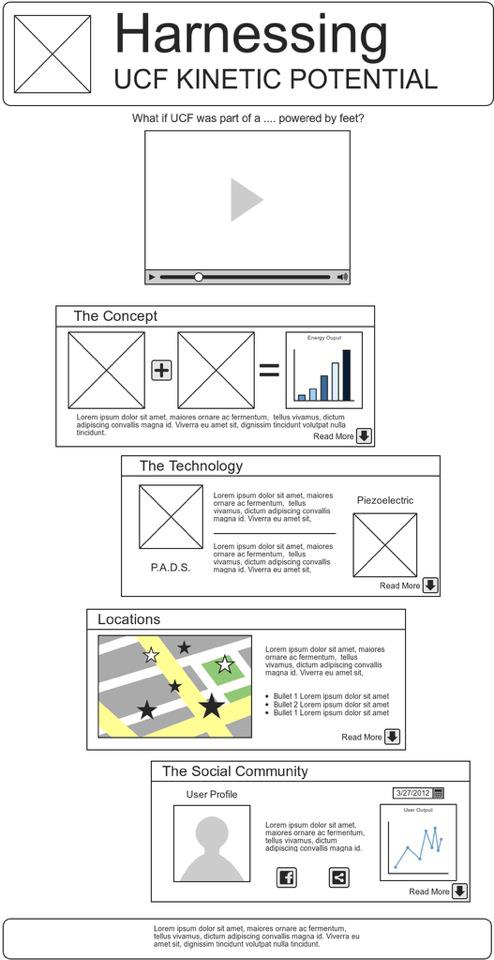 Harnessing
UCF KINETIC POTENTIAL
What if UCF was part of a .... powered by feet?
The Concept
Energy Ouput
Lorem ipsum dolor sit amet, maiores ornare ac fermentum, tellus vivamus, dictum
adipiscing convallis magna id. Viverra eu amet sit, dignissim tincidunt volutpat nulla
tincidunt.
Read More
The Technology
P.A.D.S.
Lorem ipsum dolor sit amet, maiores
ornare ac fermentum, tellus
vivamus, dictum adipiscing convallis
magna id. Viverra eu amet sit,
Lorem ipsum dolor sit amet, maiores
ornare ac fermentum, tellus
vivamus, dictum adipiscing convallis
magna id. Viverra eu amet sit,
Piezoelectric
Read More
Locations
Lorem ipsum dolor sit amet, maiores
ornare ac fermentum, tellus
vivamus, dictum adipiscing convallis
magna id. Viverra eu amet sit,
• Bullet 1 Lorem ipsum dolor sit amet
• Bullet 2 Lorem ipsum dolor sit amet
• Bullet 1 Lorem ipsum dolor sit amet
Read More
The Social Community
User Profile
Lorem ipsum dolor sit amet,
maiores ornare ac fermentum,
tellus vivamus, dictum
adipiscing convallis magna id.
3/27/2012
User Output
Read More
Lorem ipsum dolor sit amet, maiores ornare ac fermentum,
tellus vivamus, dictum adipiscing convallis magna id. Viverra eu
amet sit, dignissim tincidunt volutpat nulla tincidunt.